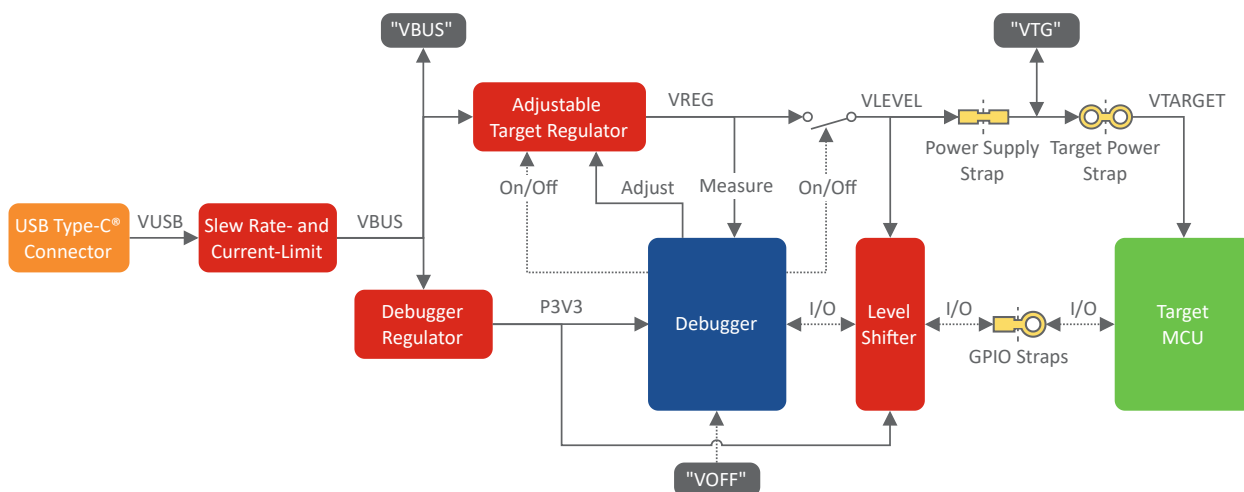 "VBUS"
"VTG"
Adjustable
Target Regulator
VREG
VLEVEL
VTARGET
Power Supply
Strap
Target Power
Strap
On/Off
Adjust
Measure
On/Off
USB Type-C®
Connector
VUSB
Slew Rate- and
Current-Limit
VBUS
Debugger
Regulator
P3V3
Debugger
I/O
Level
Shifter
I/O
GPIO Straps
I/O
Target
MCU
"VOFF"